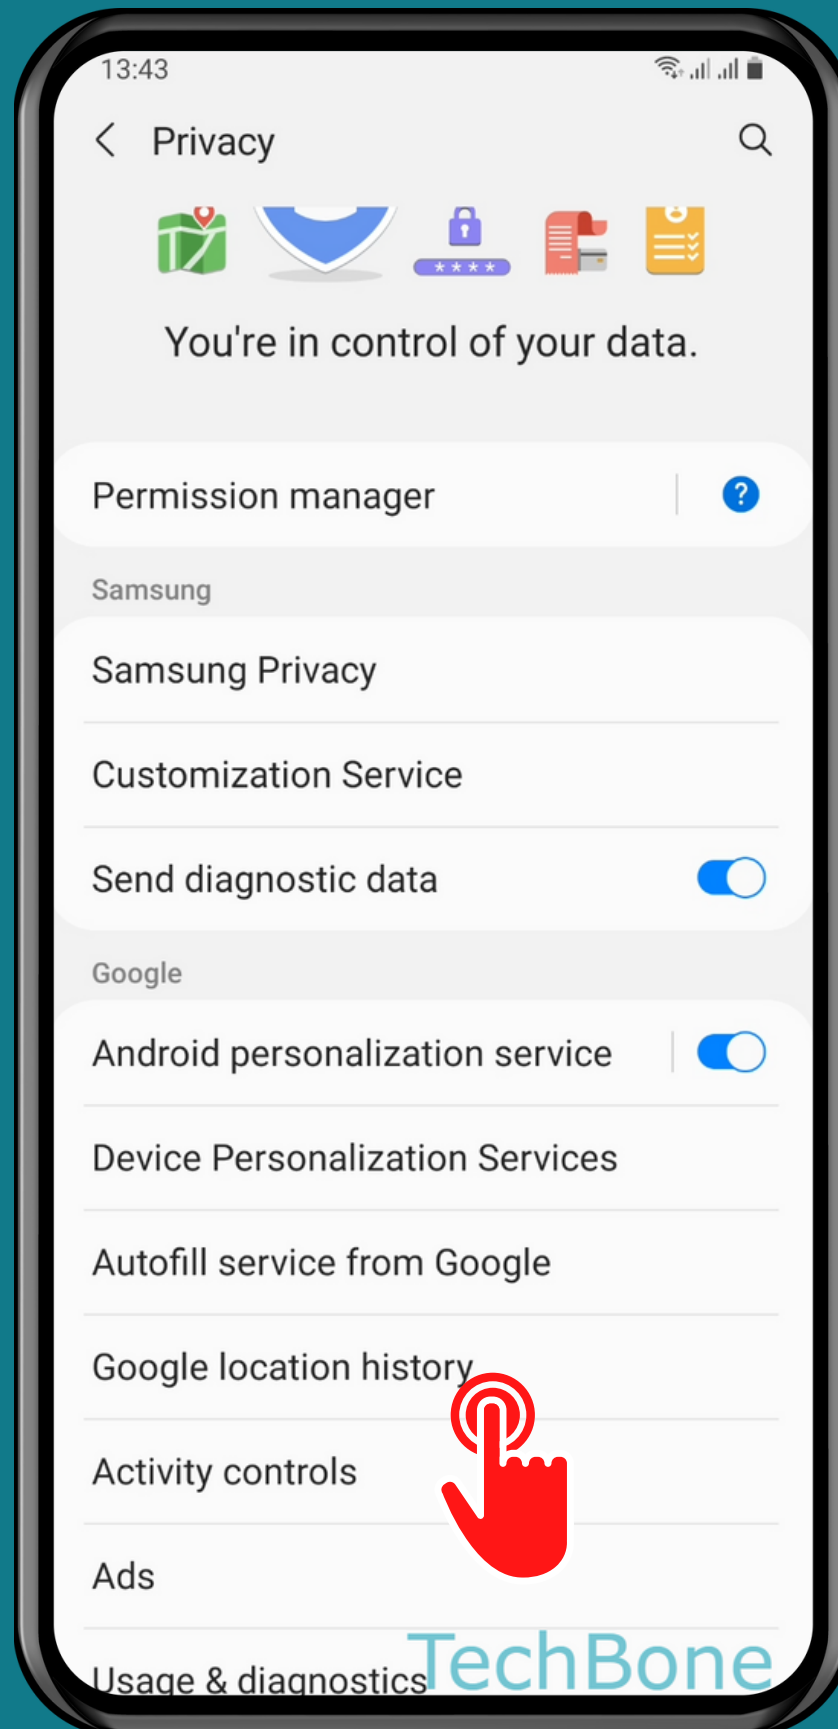 13:43
Privacy
* * * *
You're in control of your data.
Permission manager
?
Samsung
Samsung Privacy
Customization Service
Send diagnostic data
Google
Android personalization service
Device Personalization Services
Autofill service from Google
Google location history
Activity controls
Ads
Usage & diagnostics
TechBone